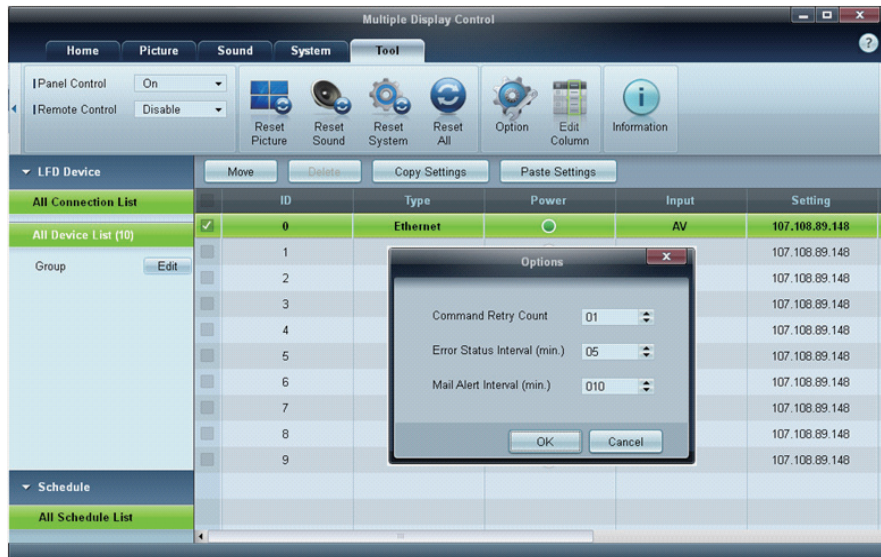 Multiple Display Control
Home Picture Sound System Tool
Panel Control On
Remote Control Disable
Reset Picture
Reset Sound
Reset System
Reset All
Option
Edit Column
Information
LFD Device
Move Delete Copy Settings Paste Settings
All Connection List
ID Type Power Input Setting
All Device List (10)
0 Ethernet AV 107.108.89.148
Group Edit
1 107.108.89.148
2 107.108.89.148
3 107.108.89.148
4 107.108.89.148
5 107.108.89.148
6 107.108.89.148
7 107.108.89.148
8 107.108.89.148
9 107.108.89.148
Options
Command Retry Count 01
Error Status Interval (min.) 05
Mail Alert Interval (min.) 010
OK Cancel
Schedule
All Schedule List